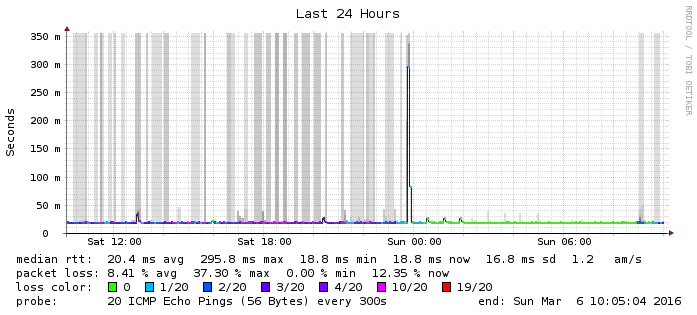 Last 24 Hours
RRDTOOL / TOBI OETIKER
Seconds
350 m
300 m
250 m
200 m
150 m
100 m
50 m
0
Sat 12:00 Sat 18:00 Sun 00:00 Sun 06:00
median rtt: 20.4 ms avg 295.8 ms max 18.8 ms min 18.8 ms now 16.8 ms sd 1.2 am/s
packet loss: 8.41 % avg 37.30 % max 0.00 % min 12.35 % now
loss color: 0 1/20 2/20 3/20 4/20 10/20 19/20
probe: 20 ICMP Echo Pings (56 Bytes) every 300s end: Sun Mar 6 10:05:04 2016